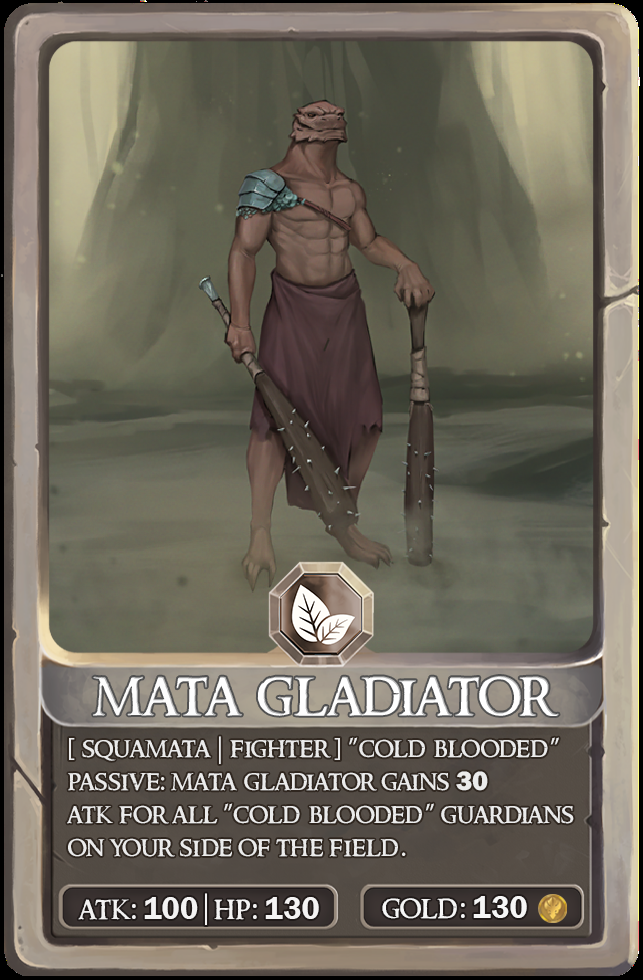 MATA GLADIATOR
[ SQUAMATA | FIGHTER ] "COLD BLOODED"
PASSIVE: MATA GLADIATOR GAINS 30
ATK FOR ALL "COLD BLOODED" GUARDIANS
ON YOUR SIDE OF THE FIELD.
ATK: 100 | HP: 130 GOLD: 130